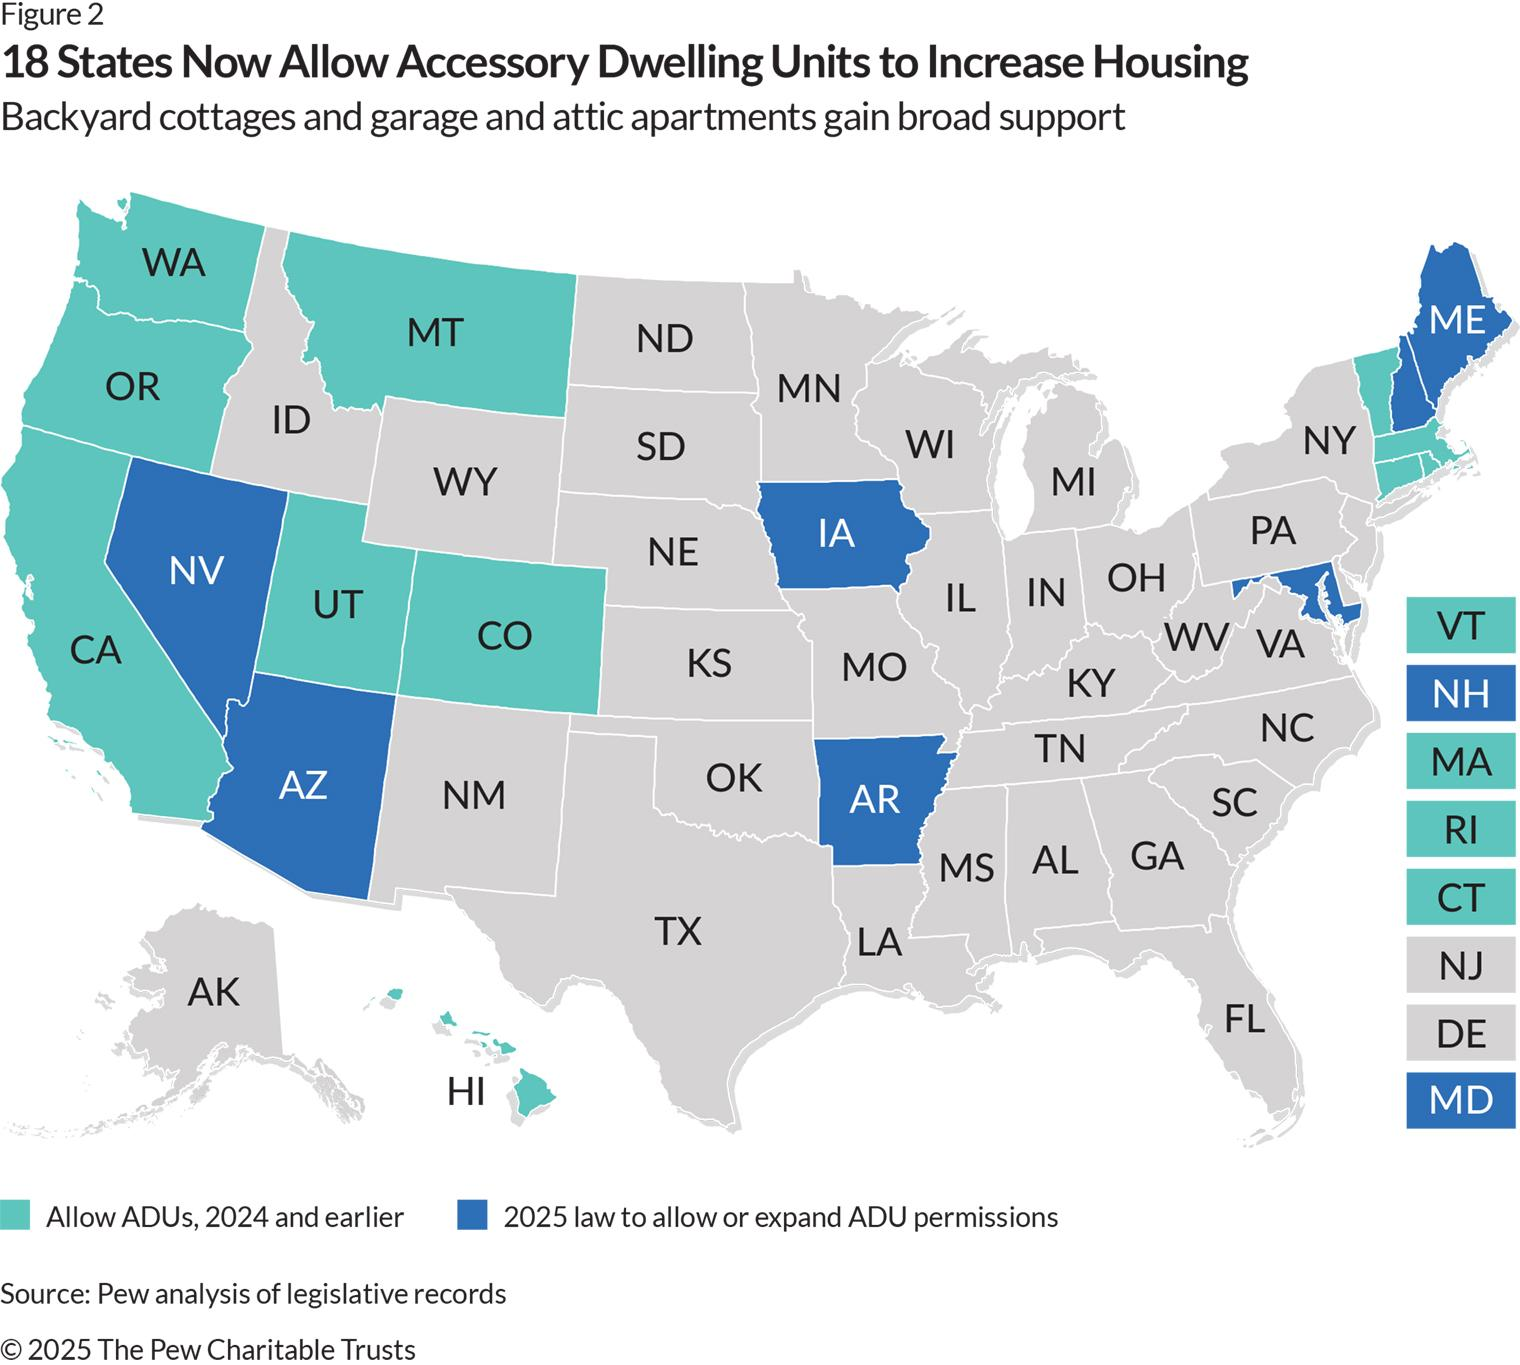 Figure 2
18 States Now Allow Accessory Dwelling Units to Increase Housing
Backyard cottages and garage and attic apartments gain broad support
WA
MT
ND
MN
ME
OR
ID
SD
WI
NY
WY
MI
IA
PA
NV
NE
OH
UT
IL
IN
CO
CA
WV
VA
VT
KS
MO
KY
NH
NC
TN
MA
AZ
NM
OK
AR
SC
RI
MS
AL
GA
CT
TX
LA
NJ
AK
FL
DE
HI
MD
Allow ADUs, 2024 and earlier
2025 law to allow or expand ADU permissions
Source: Pew analysis of legislative records
© 2025 The Pew Charitable Trusts